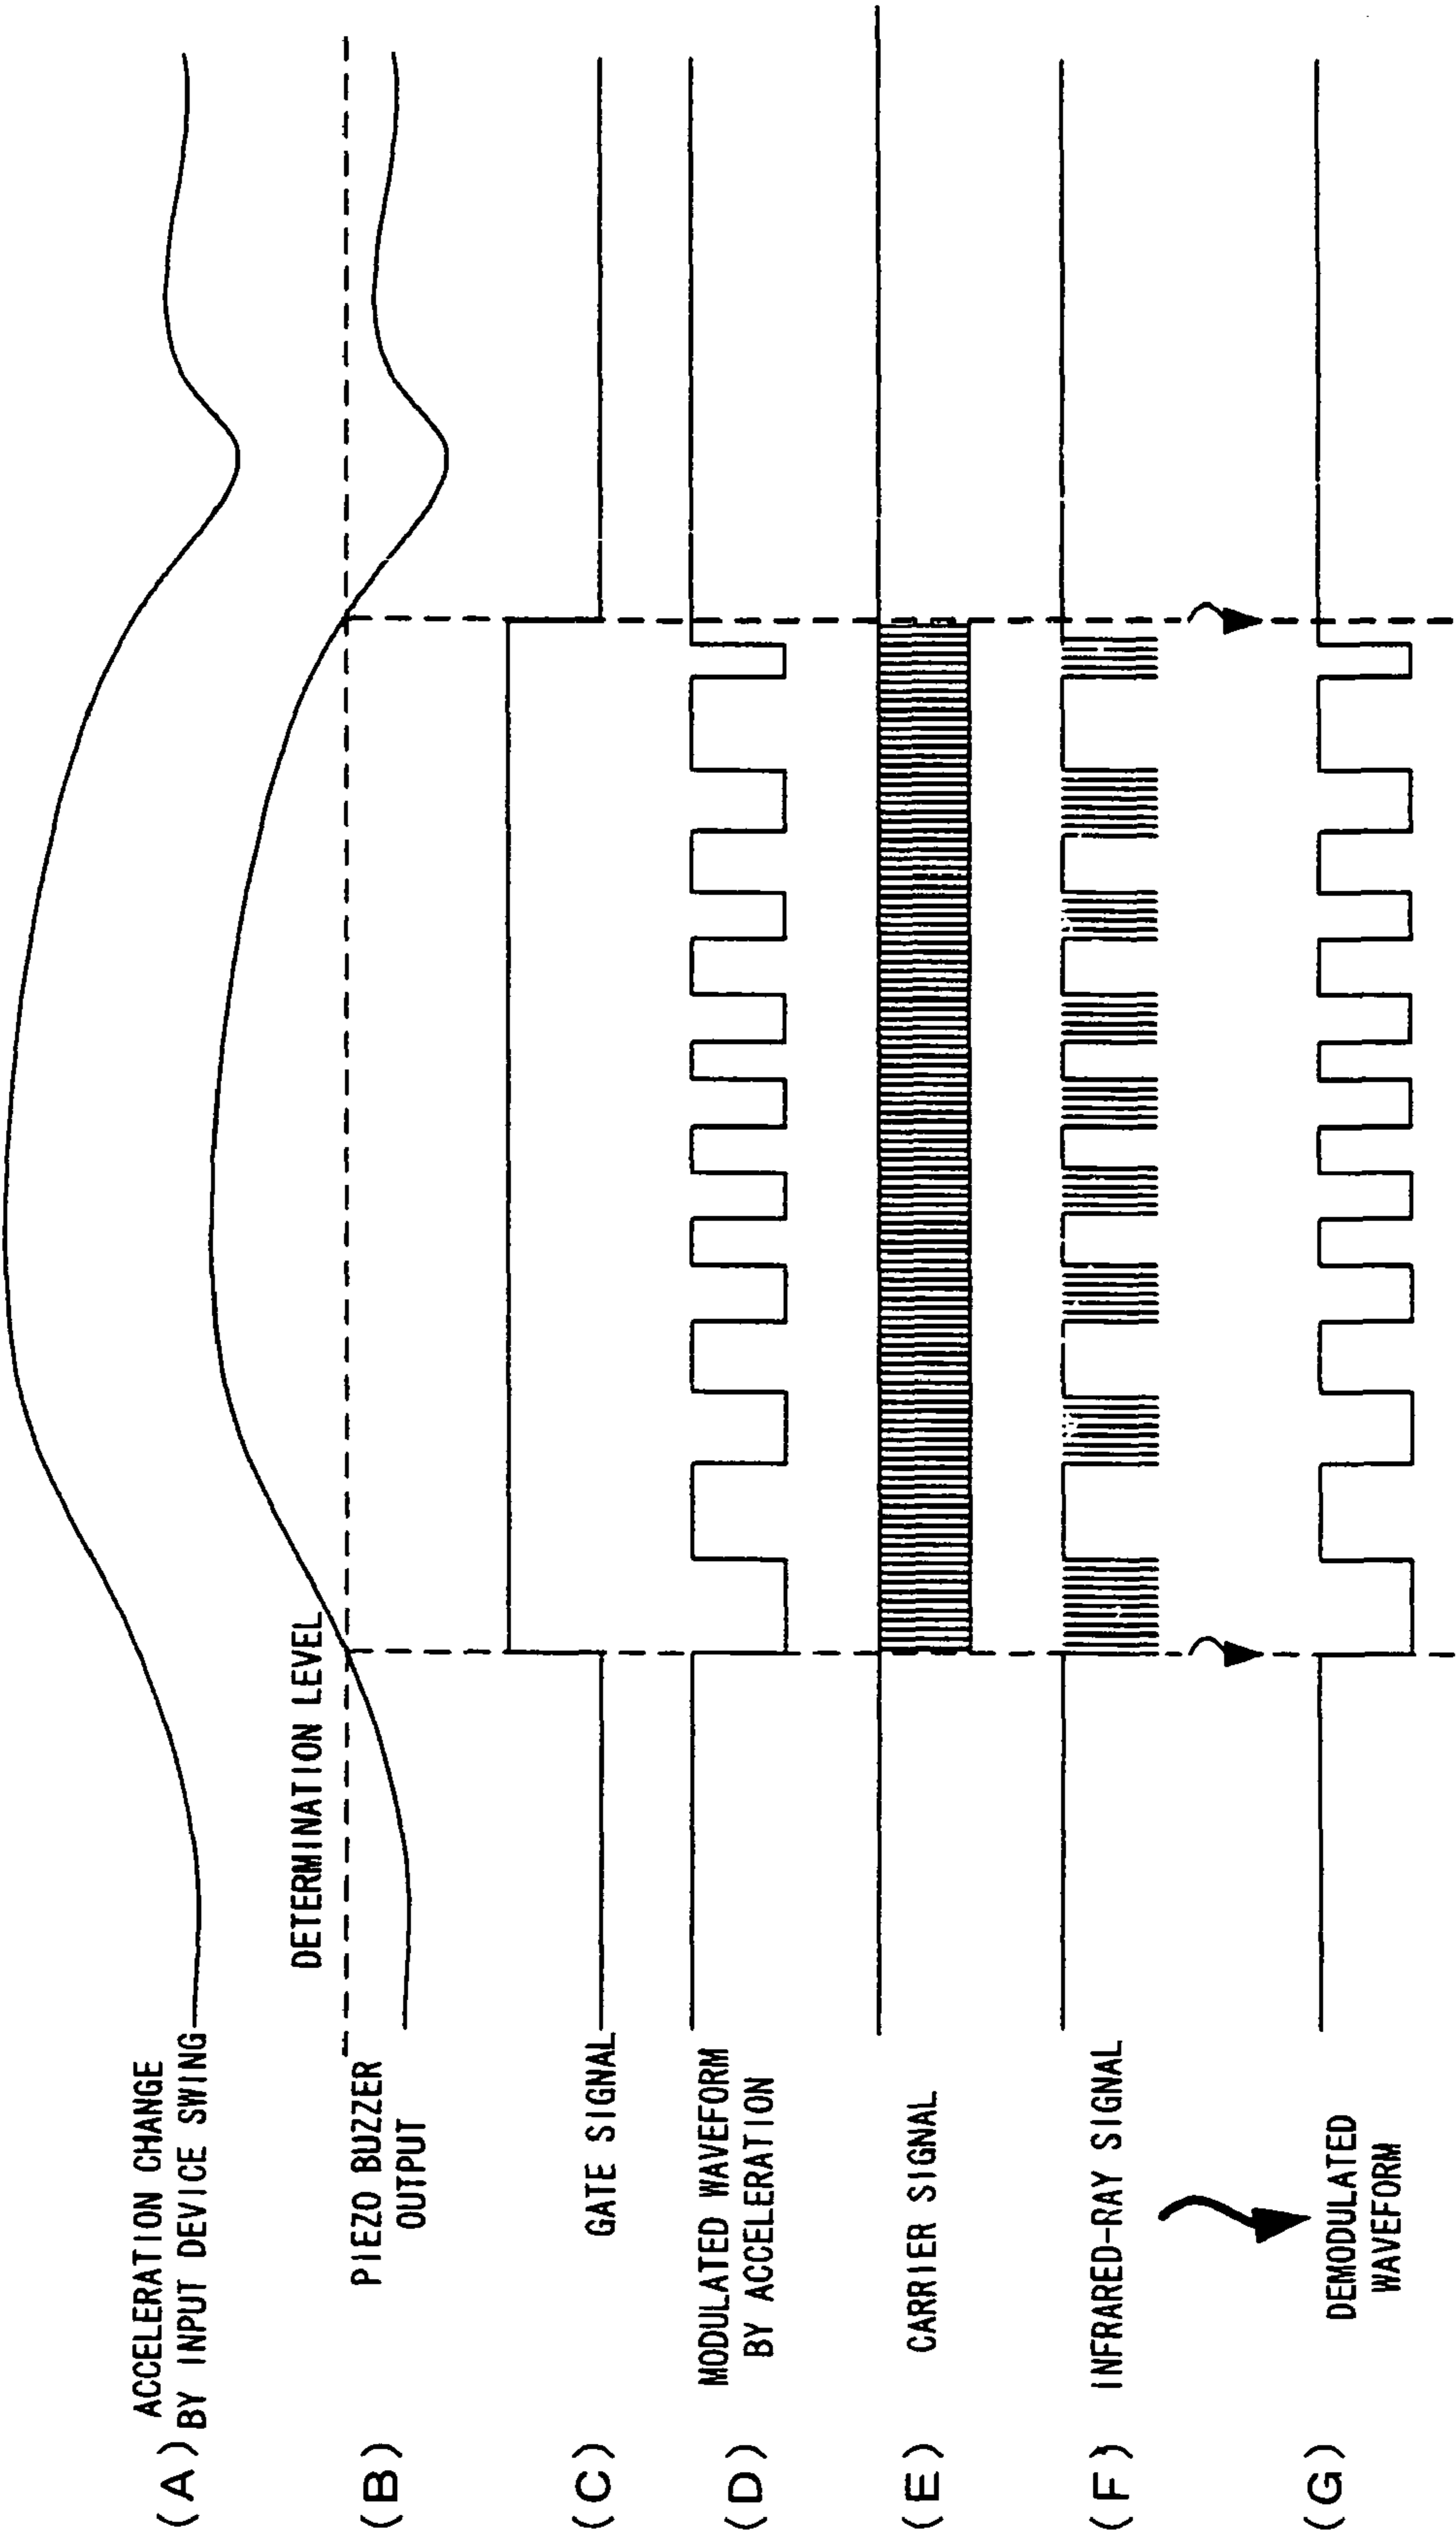 (A) ACCELERATION CHANGE
BY INPUT DEVICE SWING
DETERMINATION LEVEL
(B) PIEZO BUZZER
OUTPUT
(C) GATE SIGNAL
(D) MODULATED WAVEFORM
BY ACCELERATION
(E) CARRIER SIGNAL
(F) INFRARED-RAY SIGNAL
(G) DEMODULATED
WAVEFORM